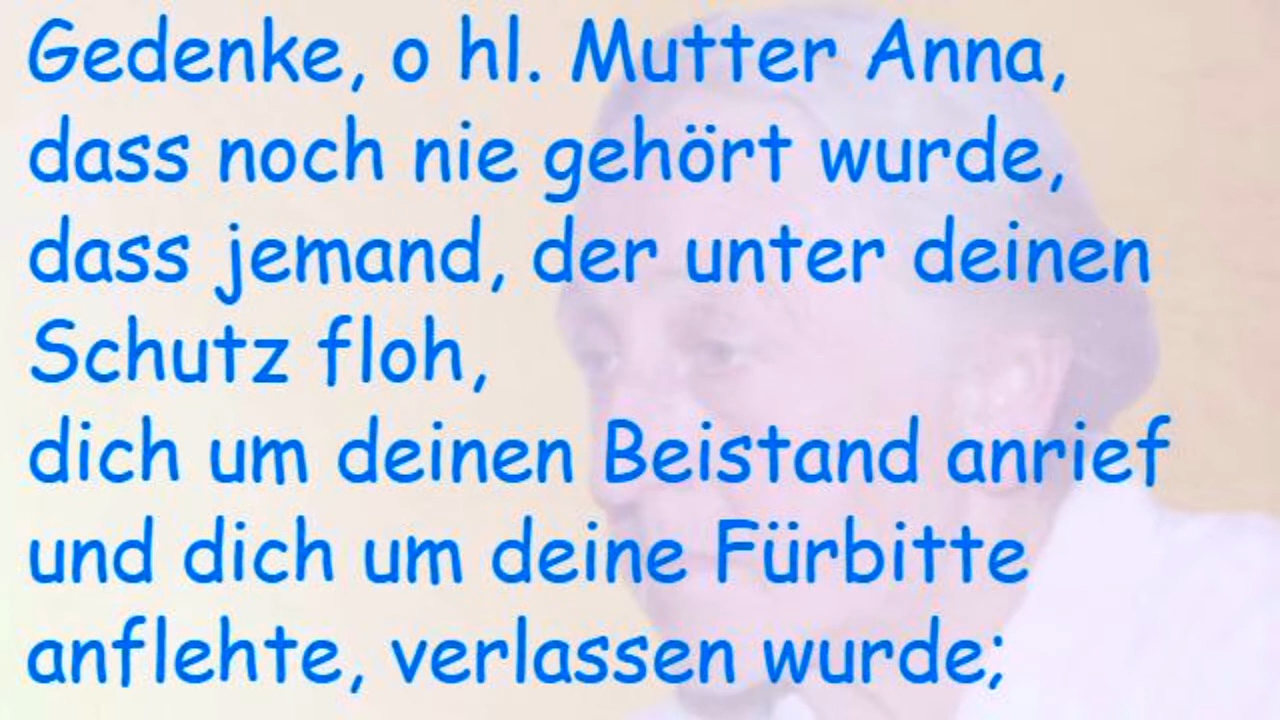 Gedenke, o hl. Mutter Anna,
dass noch nie gehört wurde,
dass jemand, der unter deinen
Schutz floh,
dich um deinen Beistand anrief
und dich um deine Fürbitte
anflehte, verlassen wurde;